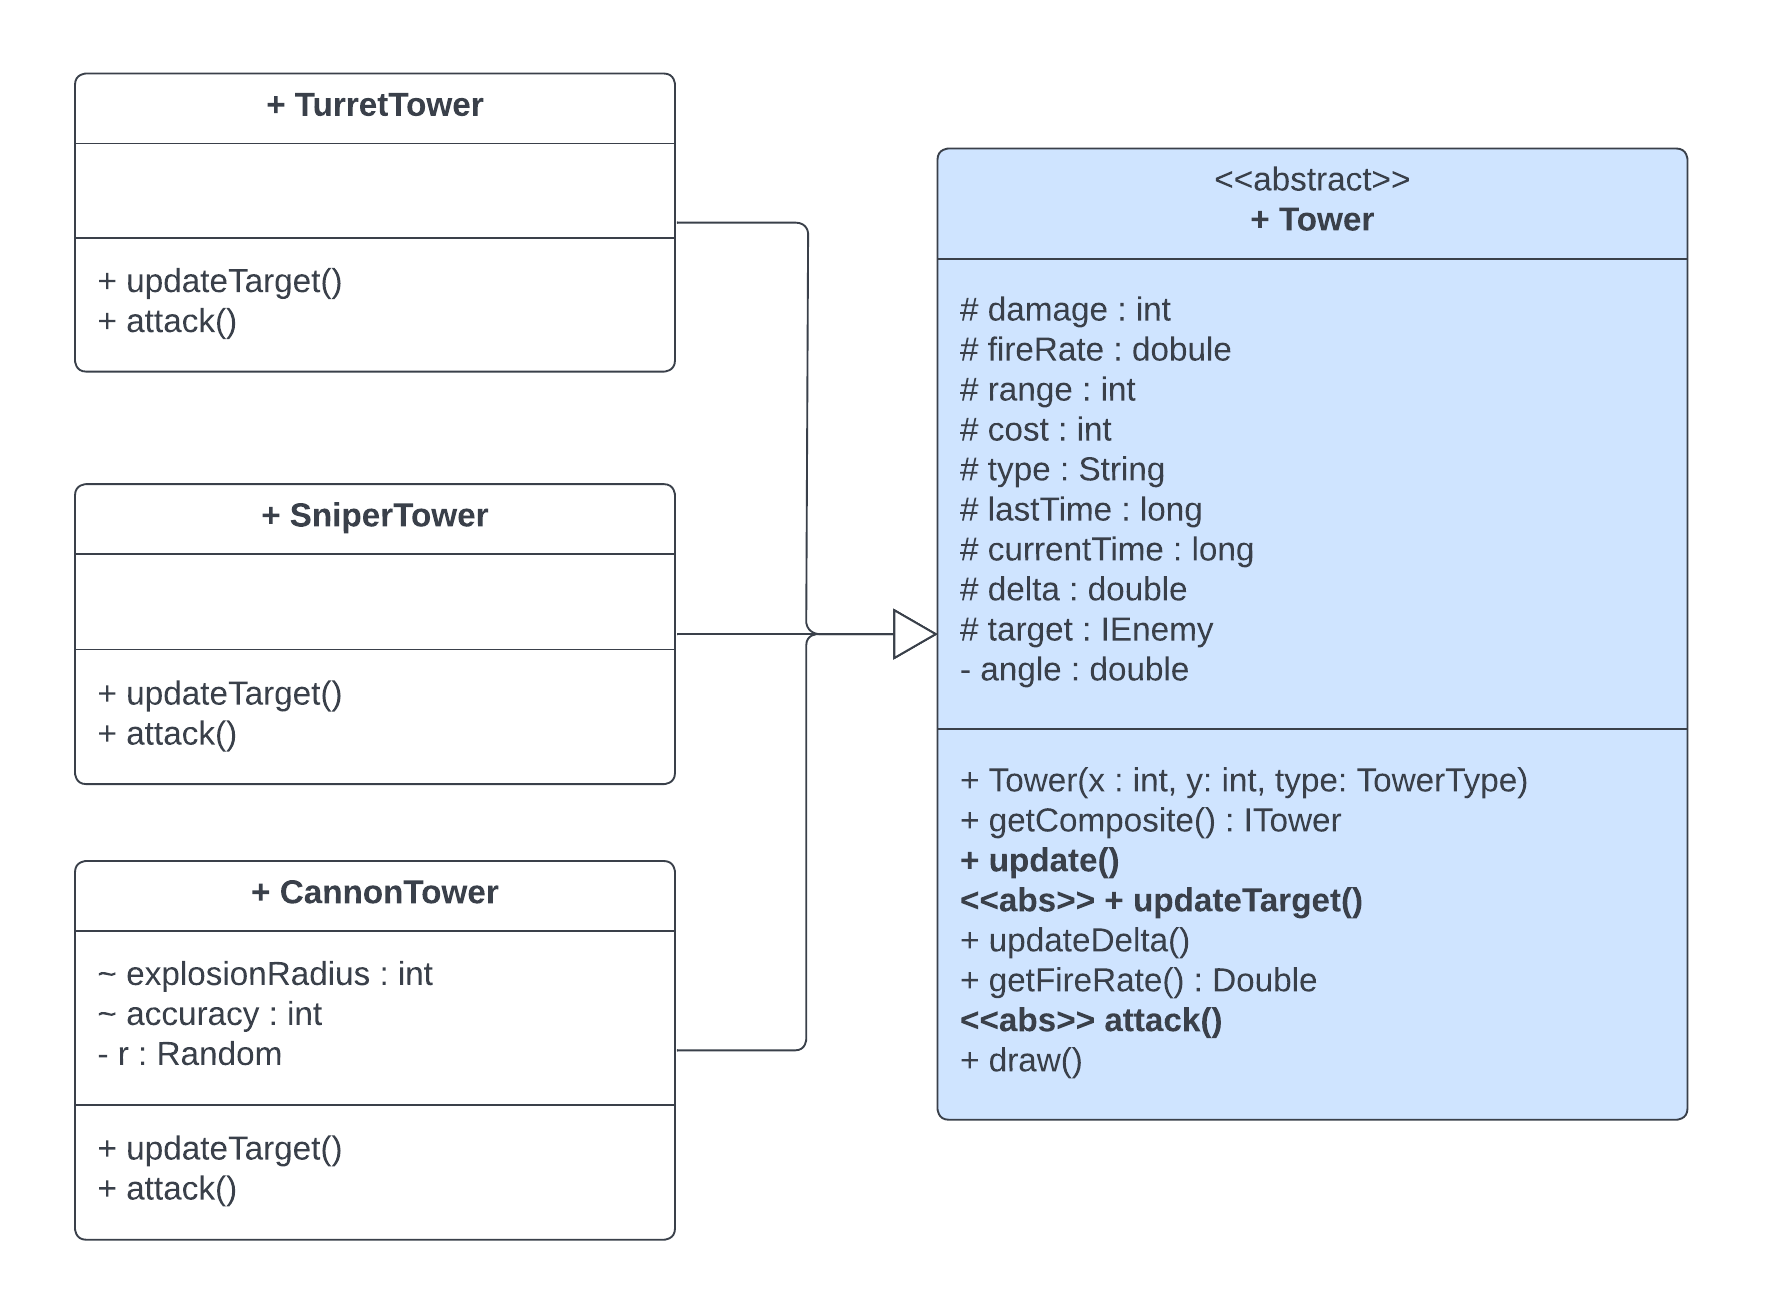 + TurretTower
+ updateTarget()
+ attack()
+ SniperTower
+ updateTarget()
+ attack()
+ CannonTower
~ explosionRadius : int
~ accuracy : int
- r : Random
+ updateTarget()
+ attack()
<<abstract>>
+ Tower
# damage : int
# fireRate : dobule
# range : int
# cost : int
# type : String
# lastTime : long
# currentTime : long
# delta : double
# target : IEnemy
- angle : double
+ Tower(x : int, y: int, type: TowerType)
+ getComposite() : ITower
+ update()
<<abs>> + updateTarget()
+ updateDelta()
+ getFireRate() : Double
<<abs>> attack()
+ draw()